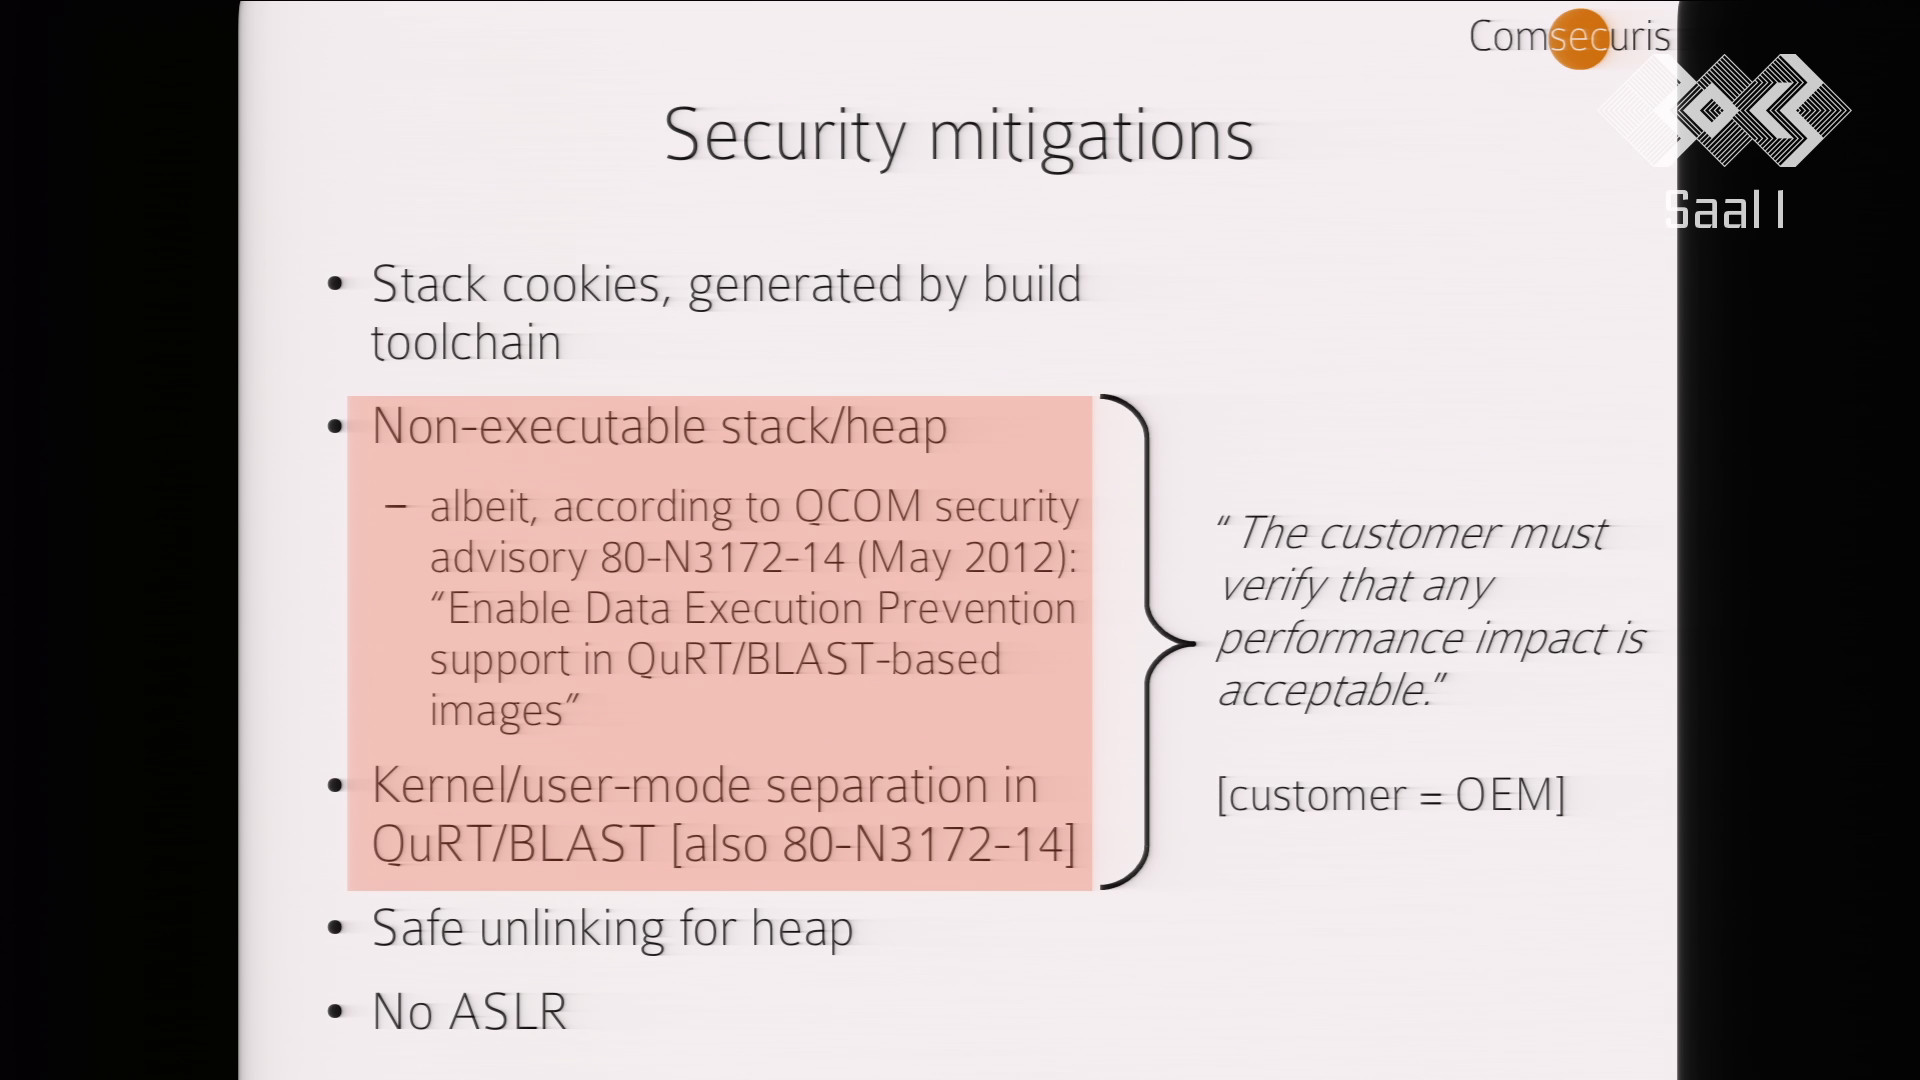 Comsecuris
Security mitigations
Saal 1
• Stack cookies, generated by build
toolchain
• Non-executable stack/heap
– albeit, according to QCOM security
advisory 80-N3172-14 (May 2012):
“Enable Data Execution Prevention
support in QuRT/BLAST-based
images”
• Kernel/user-mode separation in
QuRT/BLAST [also 80-N3172-14]
• Safe unlinking for heap
• No ASLR
“ The customer must
verify that any
performance impact is
acceptable.”
[customer = OEM]